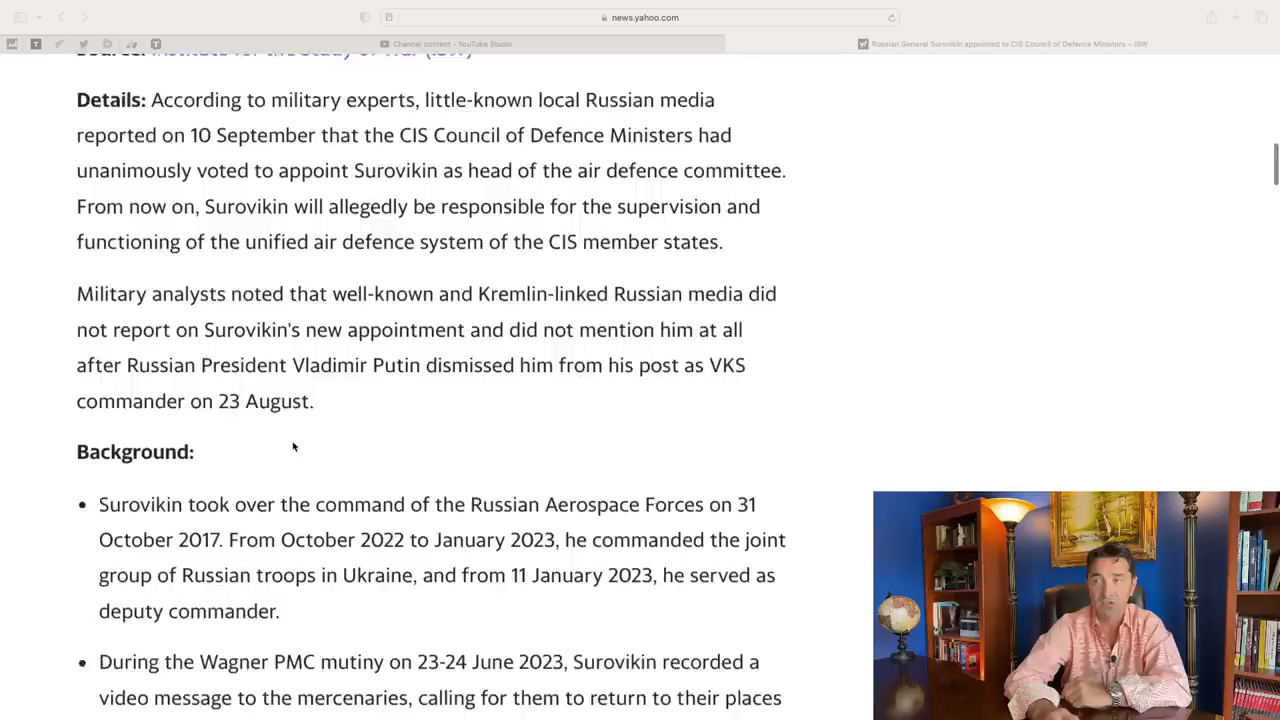 news.yahoo.com
Channel content - YouTube Studio
Russian General Surovikin appointed to CIS Council of Defence Ministers – ISW
Details: According to military experts, little-known local Russian media
reported on 10 September that the CIS Council of Defence Ministers had
unanimously voted to appoint Surovikin as head of the air defence committee.
From now on, Surovikin will allegedly be responsible for the supervision and
functioning of the unified air defence system of the CIS member states.
Military analysts noted that well-known and Kremlin-linked Russian media did
not report on Surovikin's new appointment and did not mention him at all
after Russian President Vladimir Putin dismissed him from his post as VKS
commander on 23 August.
Background:
• Surovikin took over the command of the Russian Aerospace Forces on 31
October 2017. From October 2022 to January 2023, he commanded the joint
group of Russian troops in Ukraine, and from 11 January 2023, he served as
deputy commander.
• During the Wagner PMC mutiny on 23-24 June 2023, Surovikin recorded a
video message to the mercenaries, calling for them to return to their places